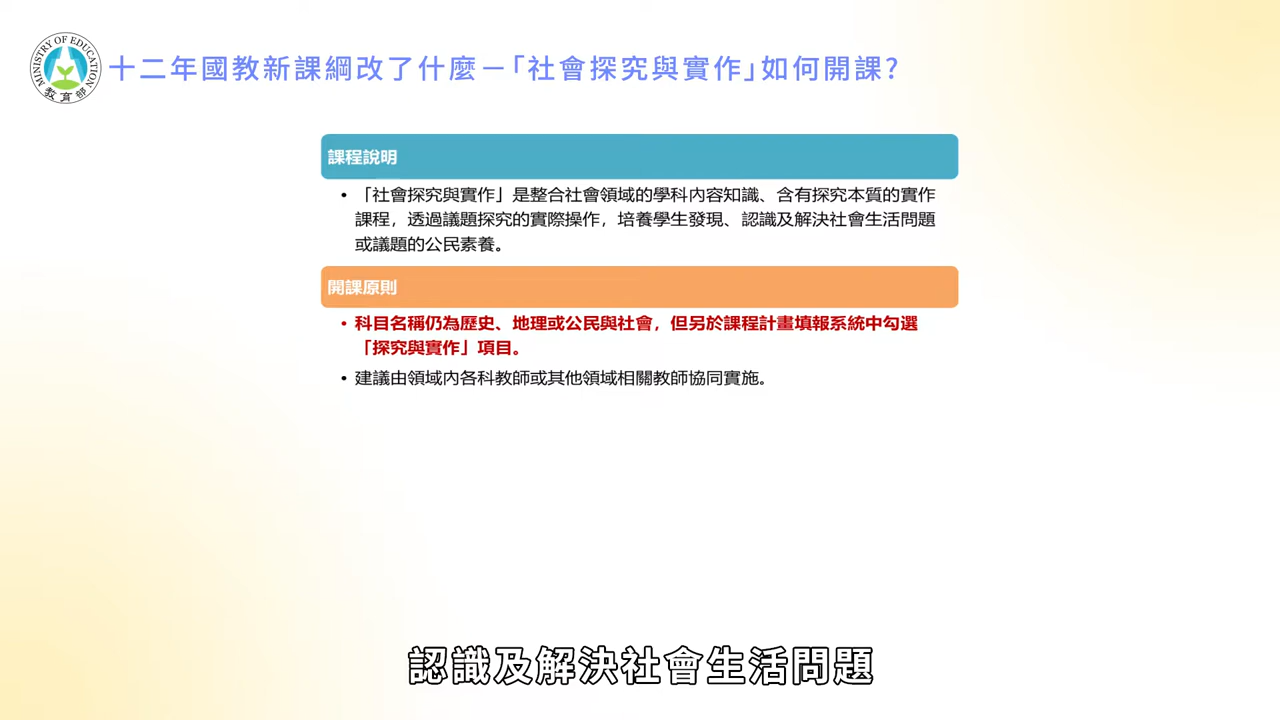 MINISTRY OF EDUCATION
教育部
十二年國教新課綱改了什麼－「社會探究與實作」如何開課?
課程說明
• 「社會探究與實作」是整合社會領域的學科內容知識、含有探究本質的實作
課程，透過議題探究的實際操作，培養學生發現、認識及解決社會生活問題
或議題的公民素養。
開課原則
• 科目名稱仍為歷史、地理或公民與社會，但另於課程計畫填報系統中勾選
「探究與實作」項目。
• 建議由領域內各科教師或其他領域相關教師協同實施。
認識及解決社會生活問題